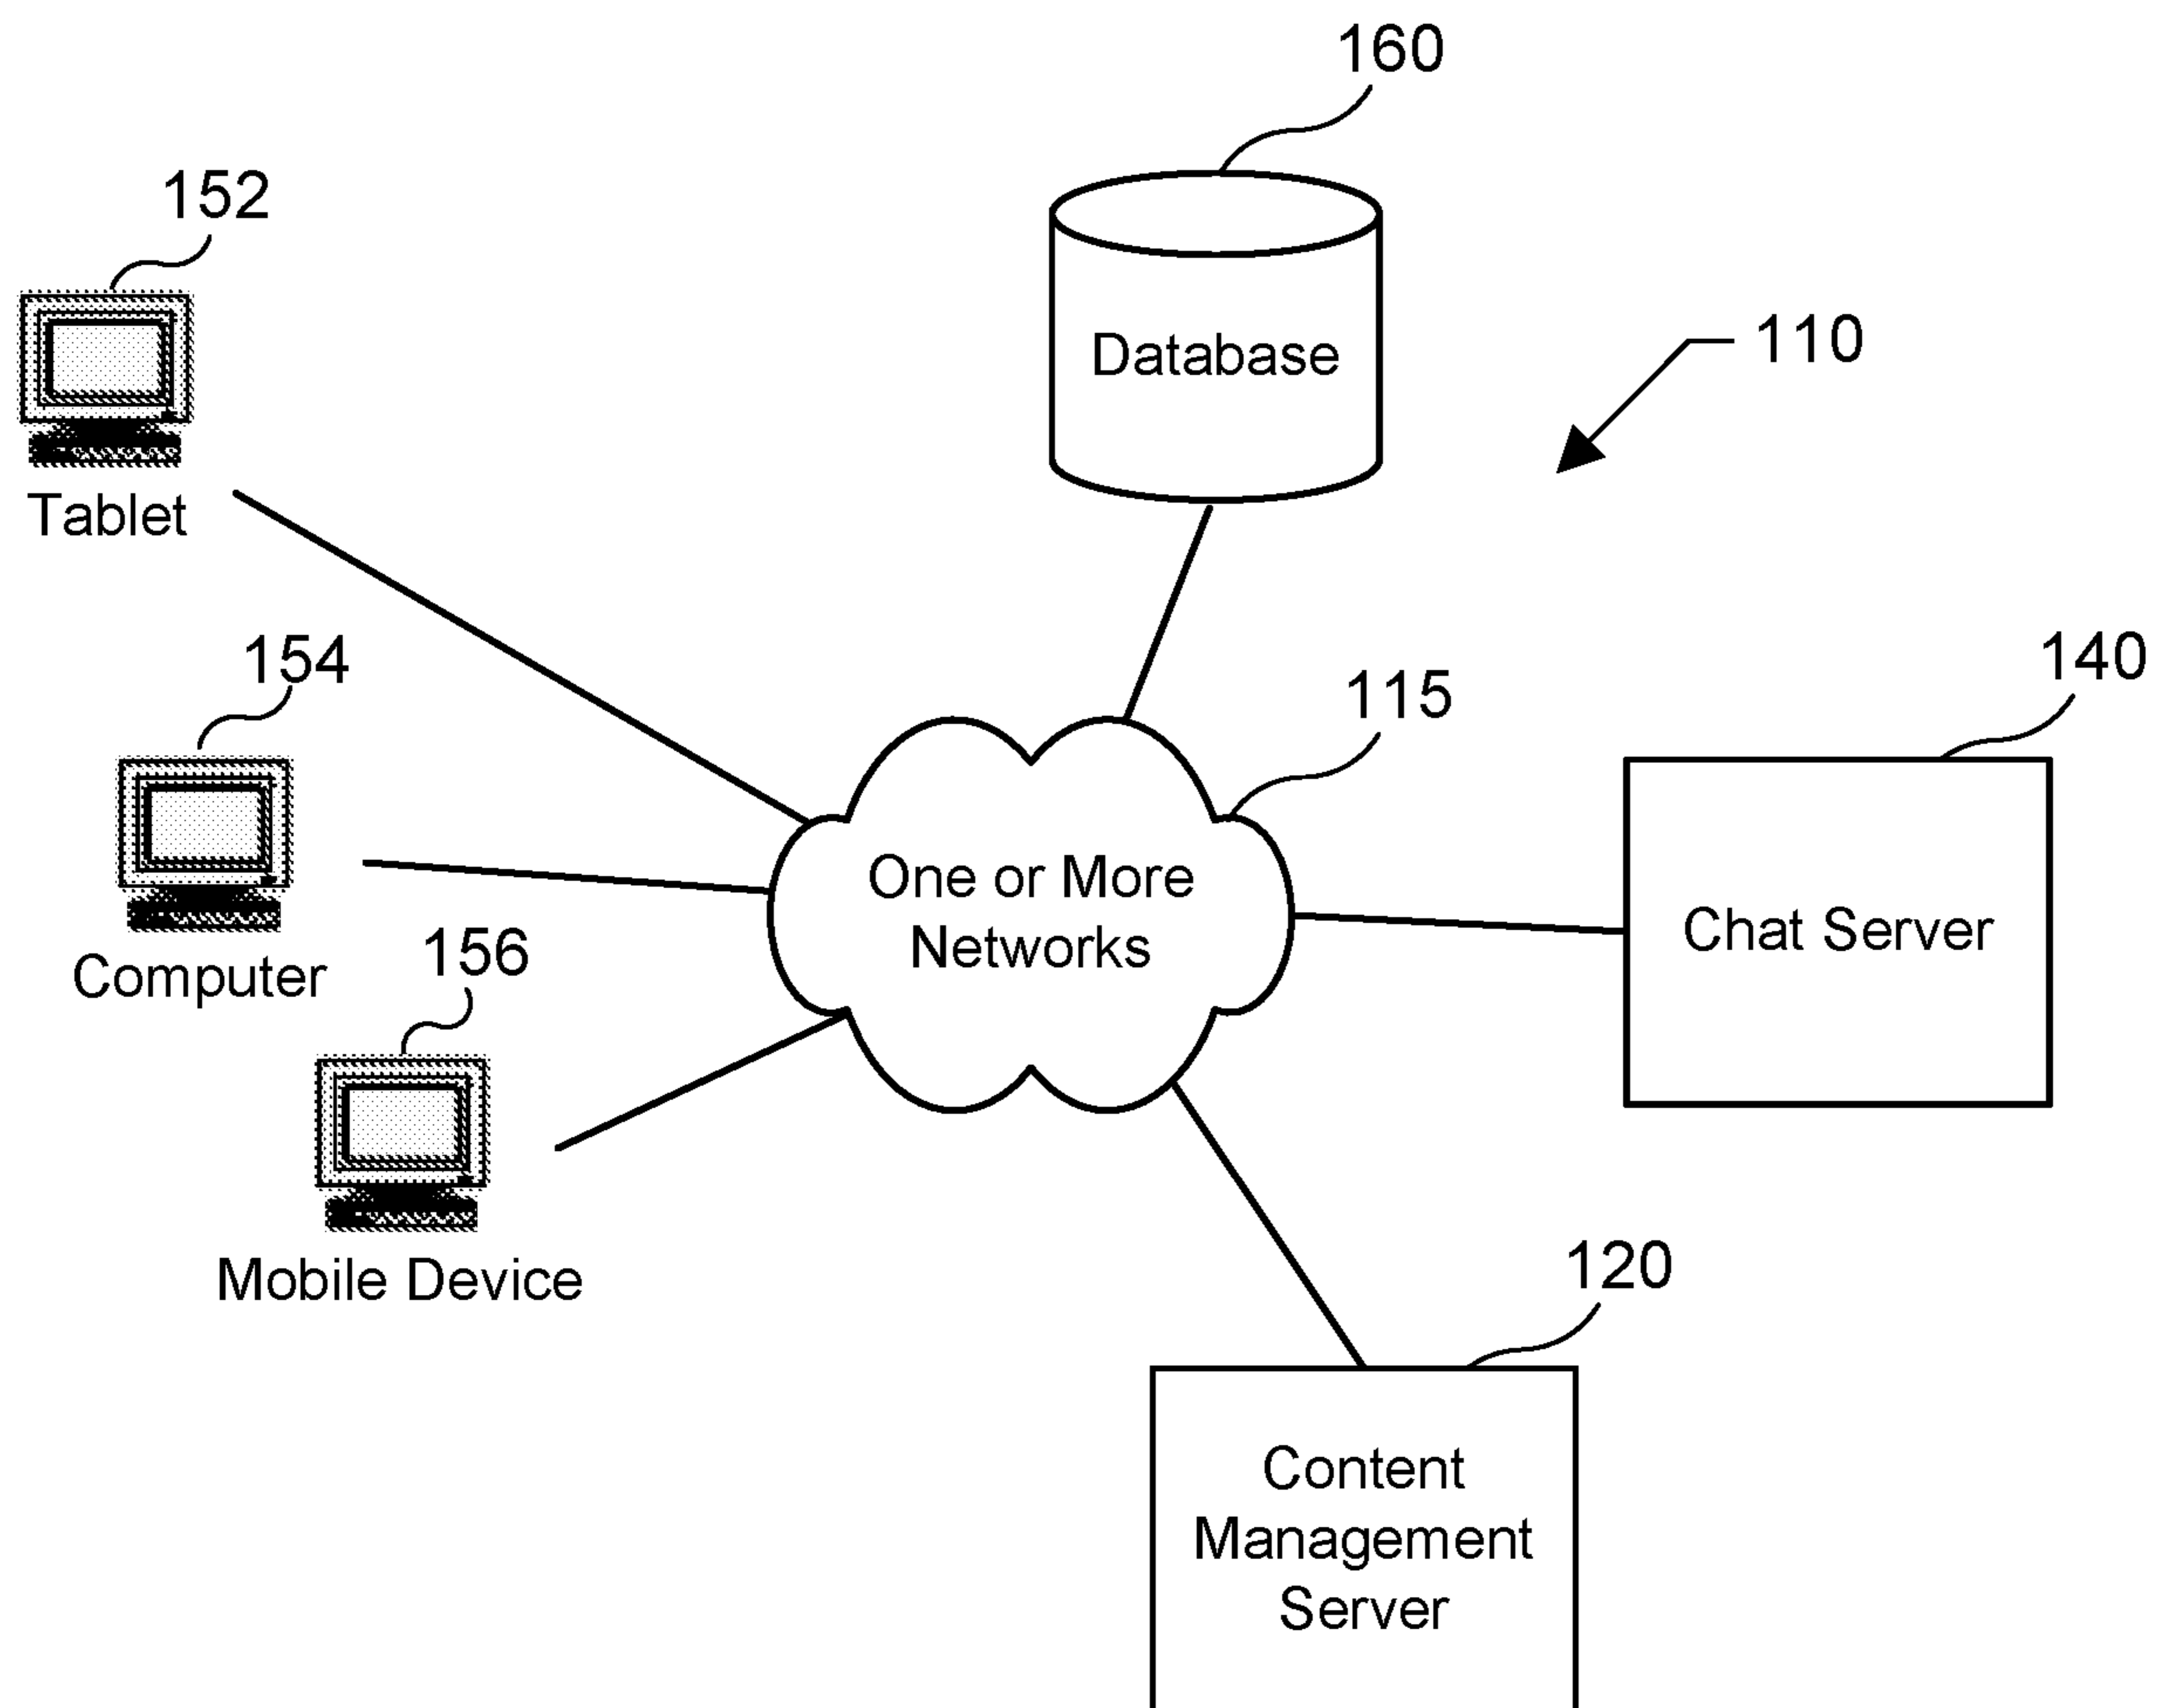 160
152
Database
110
Tablet
154
115
140
One or More
Networks
Chat Server
Computer
156
Mobile Device
120
Content
Management
Server